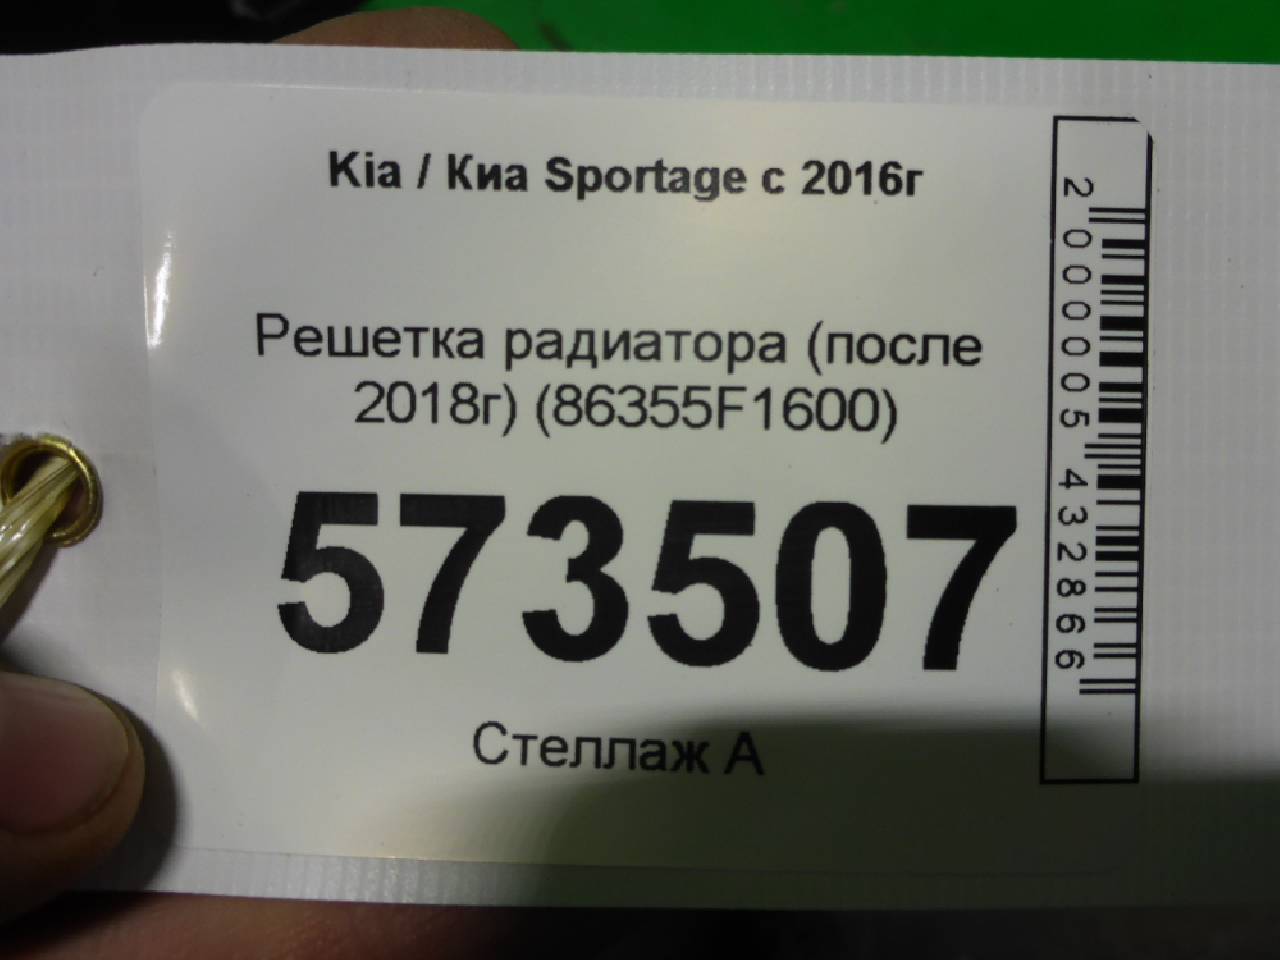 Kia / Киа Sportage с 2016г
Решетка радиатора (после
2018г) (86355F1600)
573507
Стеллаж А
2000005432866